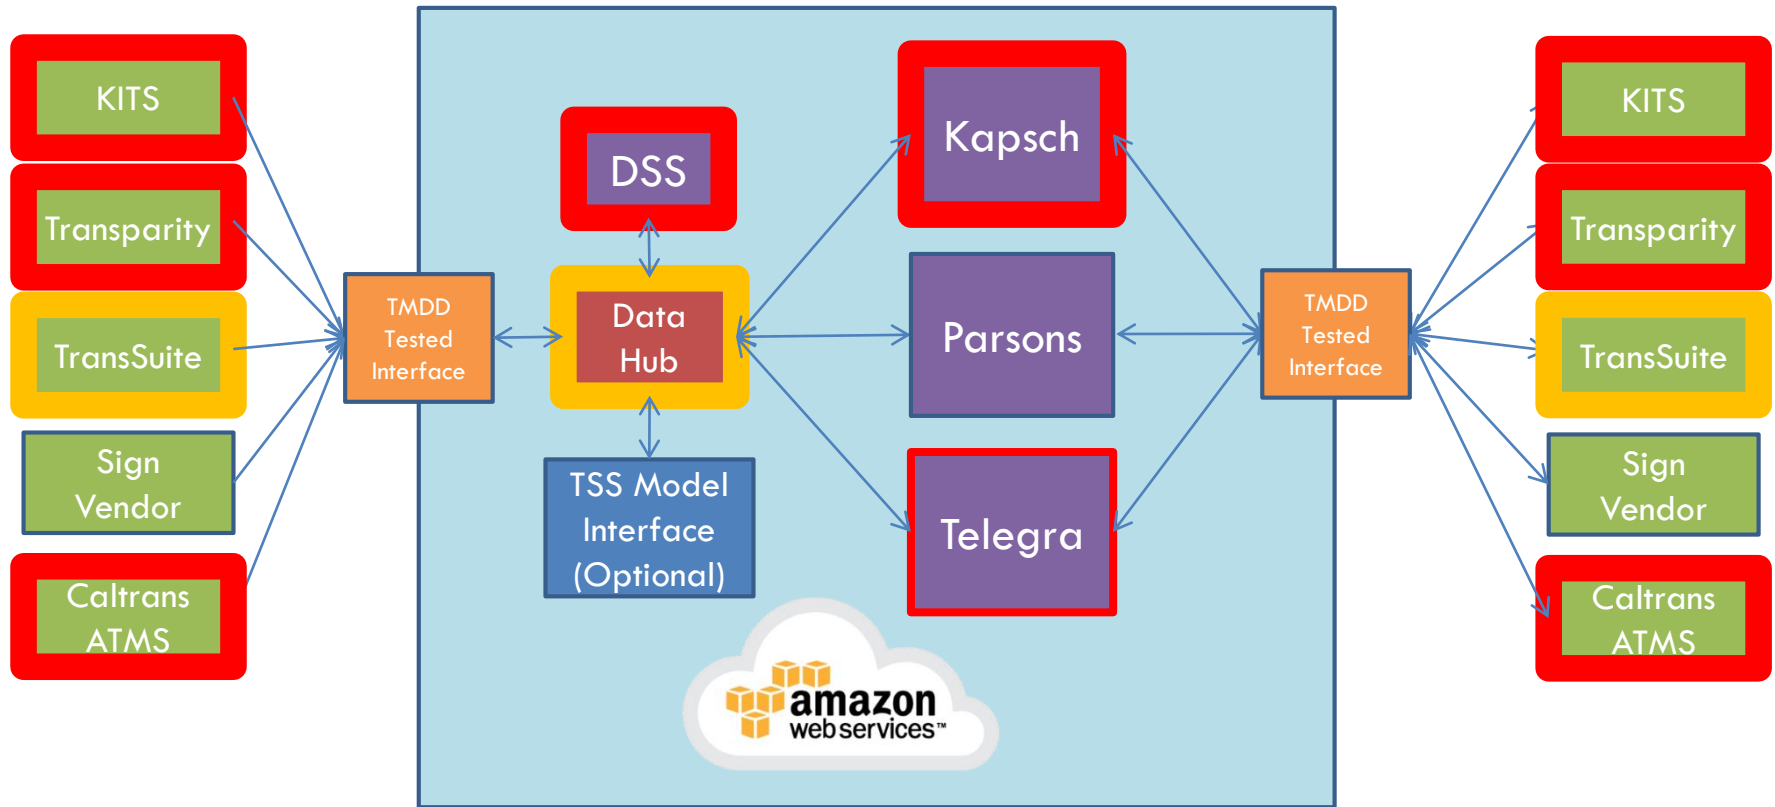 KITS
Transparity
TransSuite
Sign
Vendor
Caltrans
ATMS
TMDD
Tested
Interface
DSS
Data
Hub
TSS Model
Interface
(Optional)
Kapsch
Parsons
Telegra
amazon
web services™
TMDD
Tested
Interface
KITS
Transparity
TransSuite
Sign
Vendor
Caltrans
ATMS